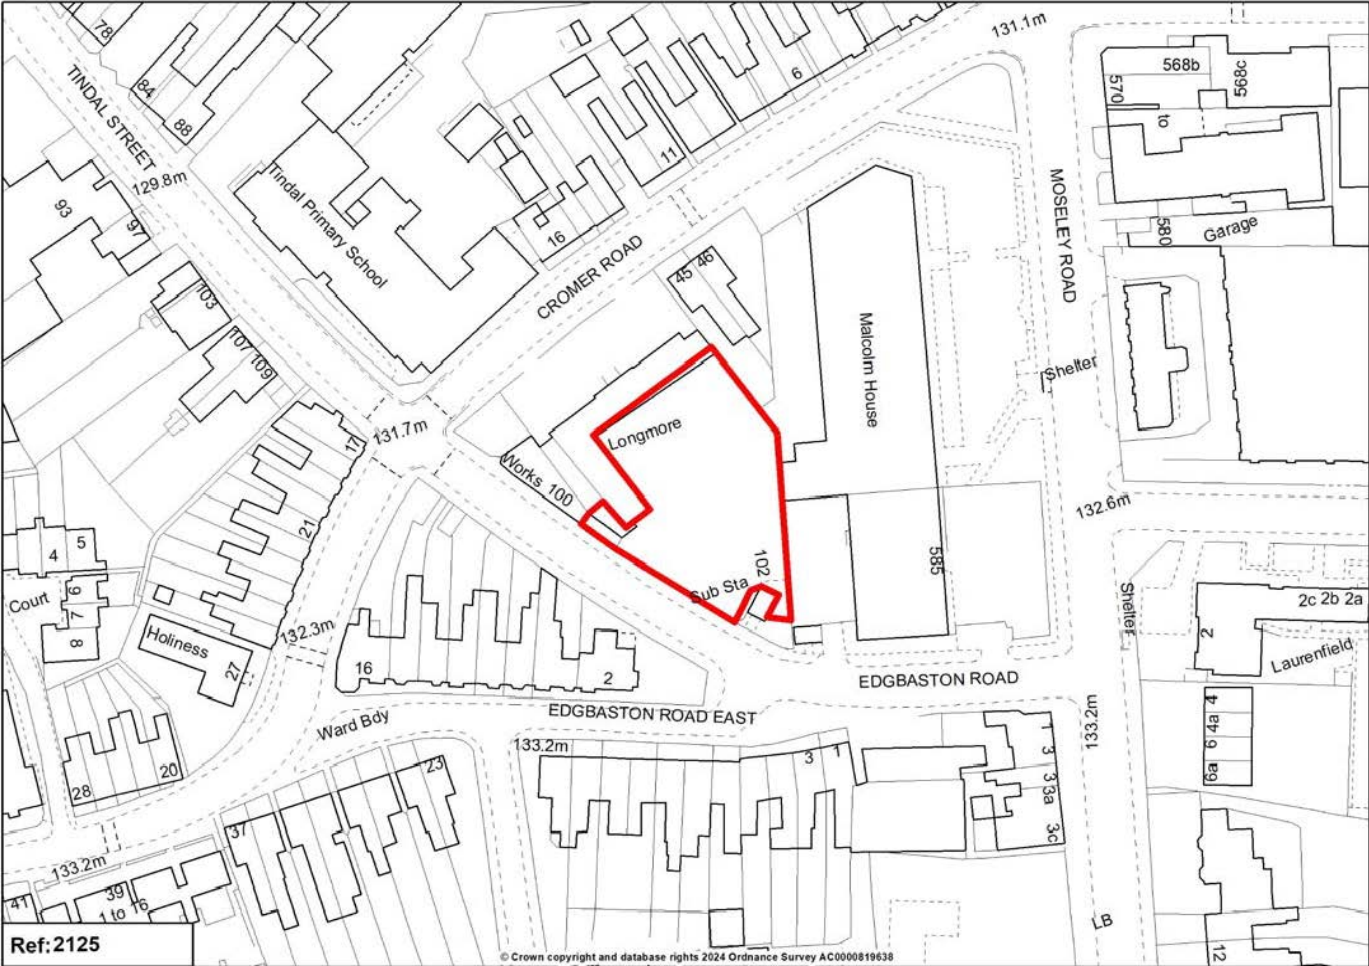 78
84
88
TINDAL STREET
129.8m
93
97
103
107 109
Tindal Primary School
6
11
16
131.1m
CROMER ROAD
45 46
MOSELEY ROAD
568b
568c
570
to
580
Garage
Malcolm House
Shelter
Longmore
Works 100
131.7m
17
21
102
Sub Sta
585
132.6m
Shelter
4 5
6
7
8
Court
Holiness
27
132.3m
16
2
EDGBASTON ROAD
EDGBASTON ROAD EAST
Ward Bdy
133.2m
3 1
23
20
28
37
133.2m
39
1 to 16
41
133.2m
1
3
3a
3c
2c 2b 2a
2
Laurenfield
4
4a
6
6a
LB
12
Ref:2125
© Crown copyright and database rights 2024 Ordnance Survey AC0000819638